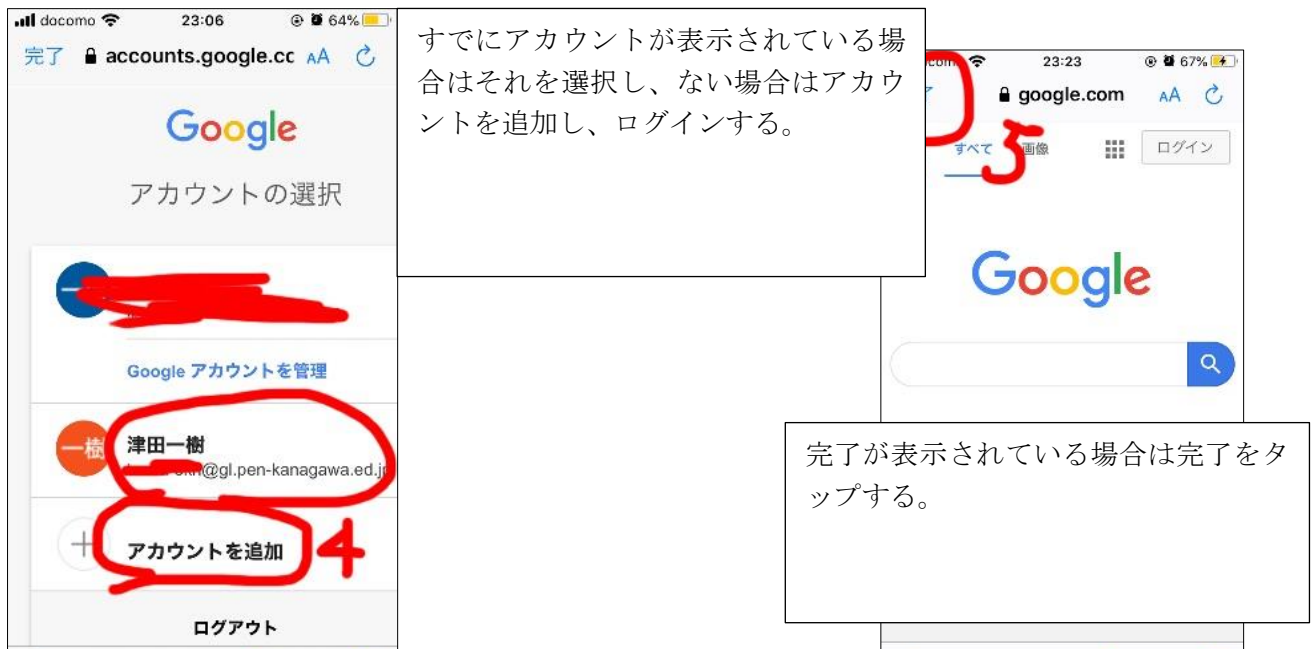 docomo 23:06 64%
完了 accounts.google.cc AA
Google
アカウントの選択
Google アカウントを管理
一樹
津田一樹
@gl.pen-kanagawa.ed.jp
アカウントを追加
4
ログアウト
すでにアカウントが表示されている場
合はそれを選択し、ない場合はアカウ
ントを追加し、ログインする。
23:23 67%
google.com AA
5
すべて 画像 ログイン
Google
完了が表示されている場合は完了をタ
ップする。